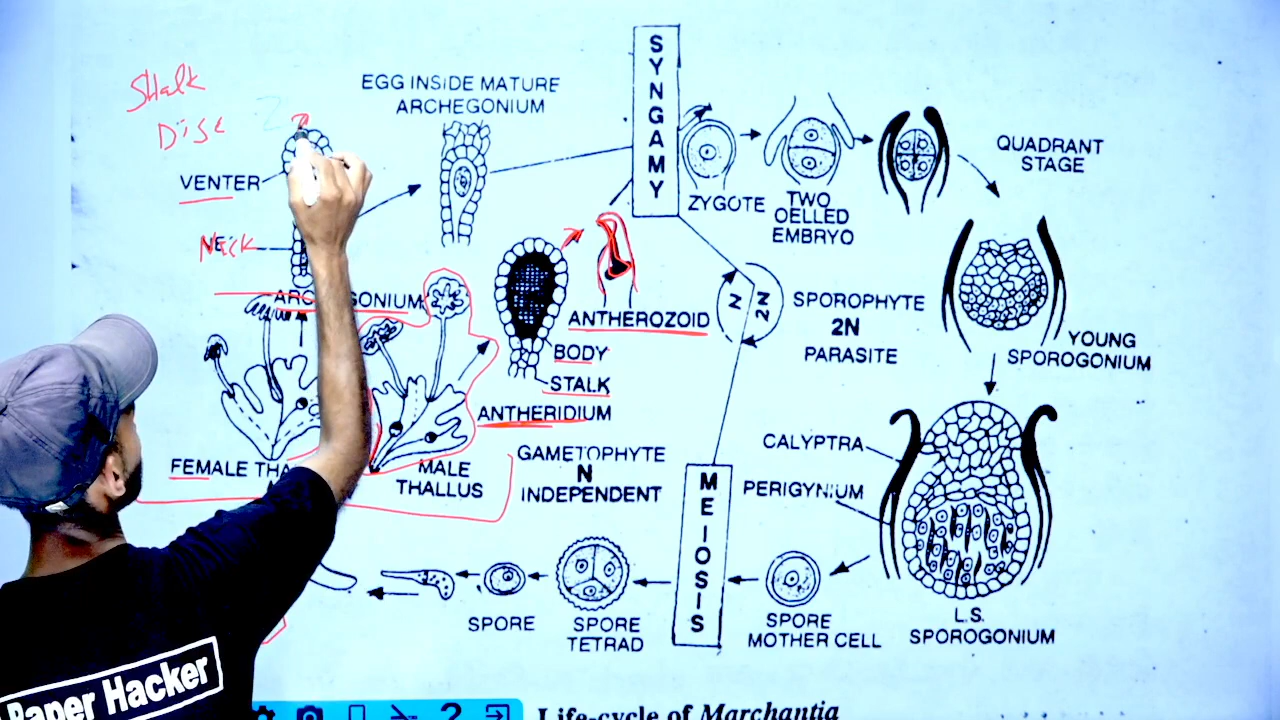 Stalk
Disc
EGG INSIDE MATURE
ARCHEGONIUM
SYNGAMY
VENTER
Neck
ZYGOTE
TWO
OELLED
EMBRYO
QUADRANT
STAGE
ANTHEROZOID
BODY
STALK
ANTHERIDIUM
N
2N
SPOROPHYTE
2N
PARASITE
YOUNG
SPOROGONIUM
FEMALE
MALE
THALLUS
GAMETOPHYTE
N
INDEPENDENT
MEIOSIS
CALYPTRA
PERIGYNIUM
SPORE
SPORE
TETRAD
SPORE
MOTHER CELL
L.S.
SPOROGONIUM
Paper Hacker
Life-cycle of Marchantia